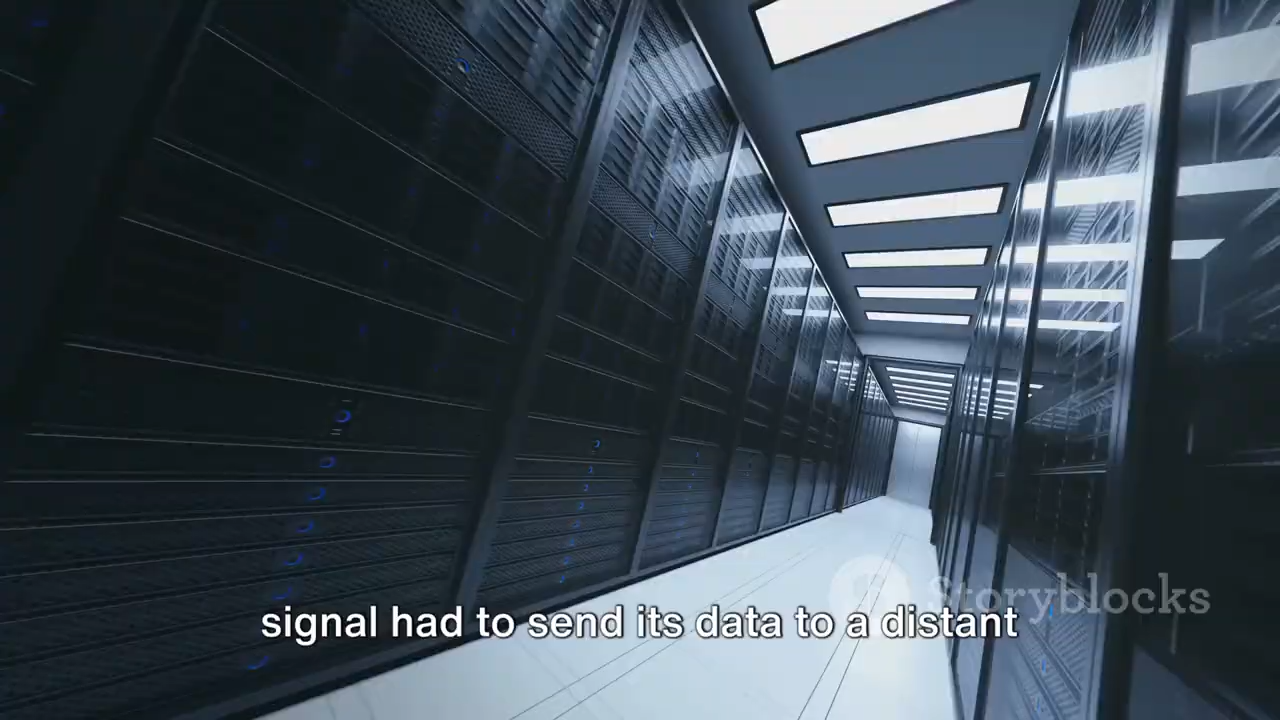 signal had to send its data to a distant
Storyblocks